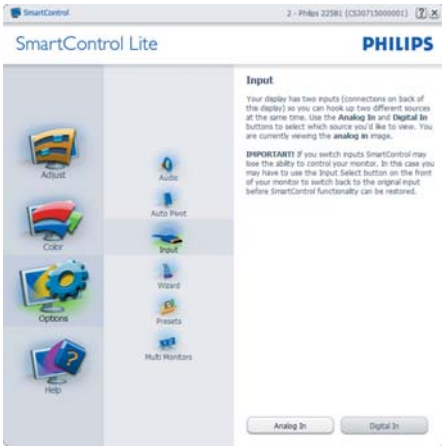 SmartControl
2 - Philips 225B1 (CS30715000001)
SmartControl Lite
PHILIPS
Adjust
Color
Options
Help
Audio
Auto Pivot
Input
Wizard
Presets
Multi Monitors
Input
Your display has two inputs (connections on back of
the display) so you can hook up two different sources
at the same time. Use the Analog In and Digital In
buttons to select which source you'd like to view. You
are currently viewing the analog in image.
IMPORTANT! If you switch inputs SmartControl may
lose the ability to control your monitor. In this case you
may have to use the Input Select button on the front
of your monitor to switch back to the original input
before SmartControl functionality can be restored.
Analog In
Digital In